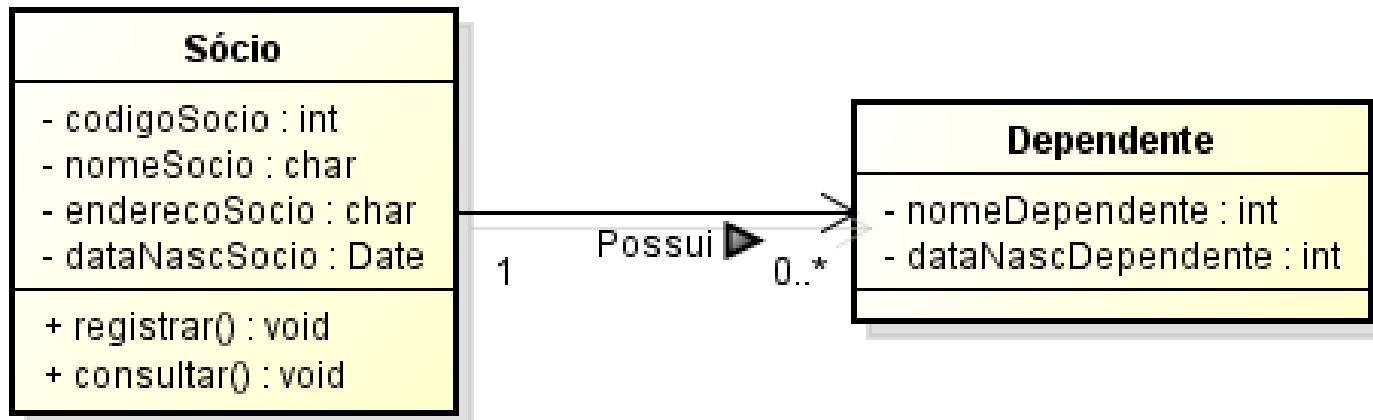 Sócio
- codigoSocio : int
- nomeSocio : char
- enderecoSocio : char
- dataNascSocio : Date
+ registrar() : void
+ consultar() : void
Possui
1
0..*
Dependente
- nomeDependente : int
- dataNascDependente : int